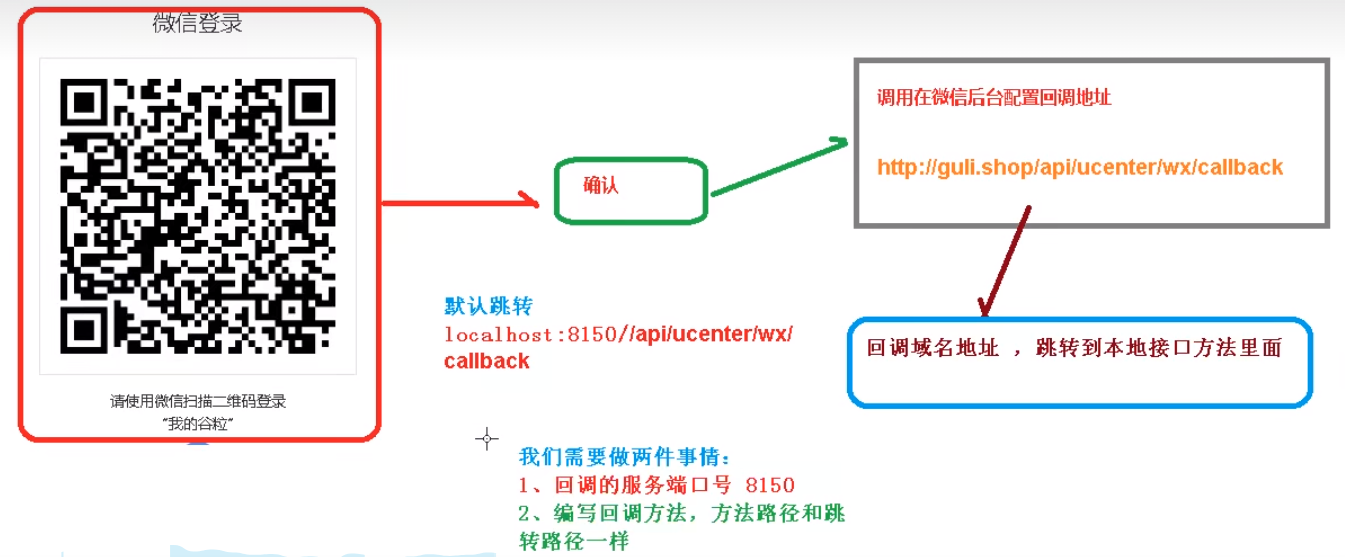 微信登录
请使用微信扫描二维码登录
“我的谷粒”
确认
调用在微信后台配置回调地址
http://guli.shop/api/ucenter/wx/callback
默认跳转
localhost:8150//api/ucenter/wx/
callback
回调域名地址 ，跳转到本地接口方法里面
我们需要做两件事情：
1、回调的服务端口号 8150
2、编写回调方法，方法路径和跳
转路径一样